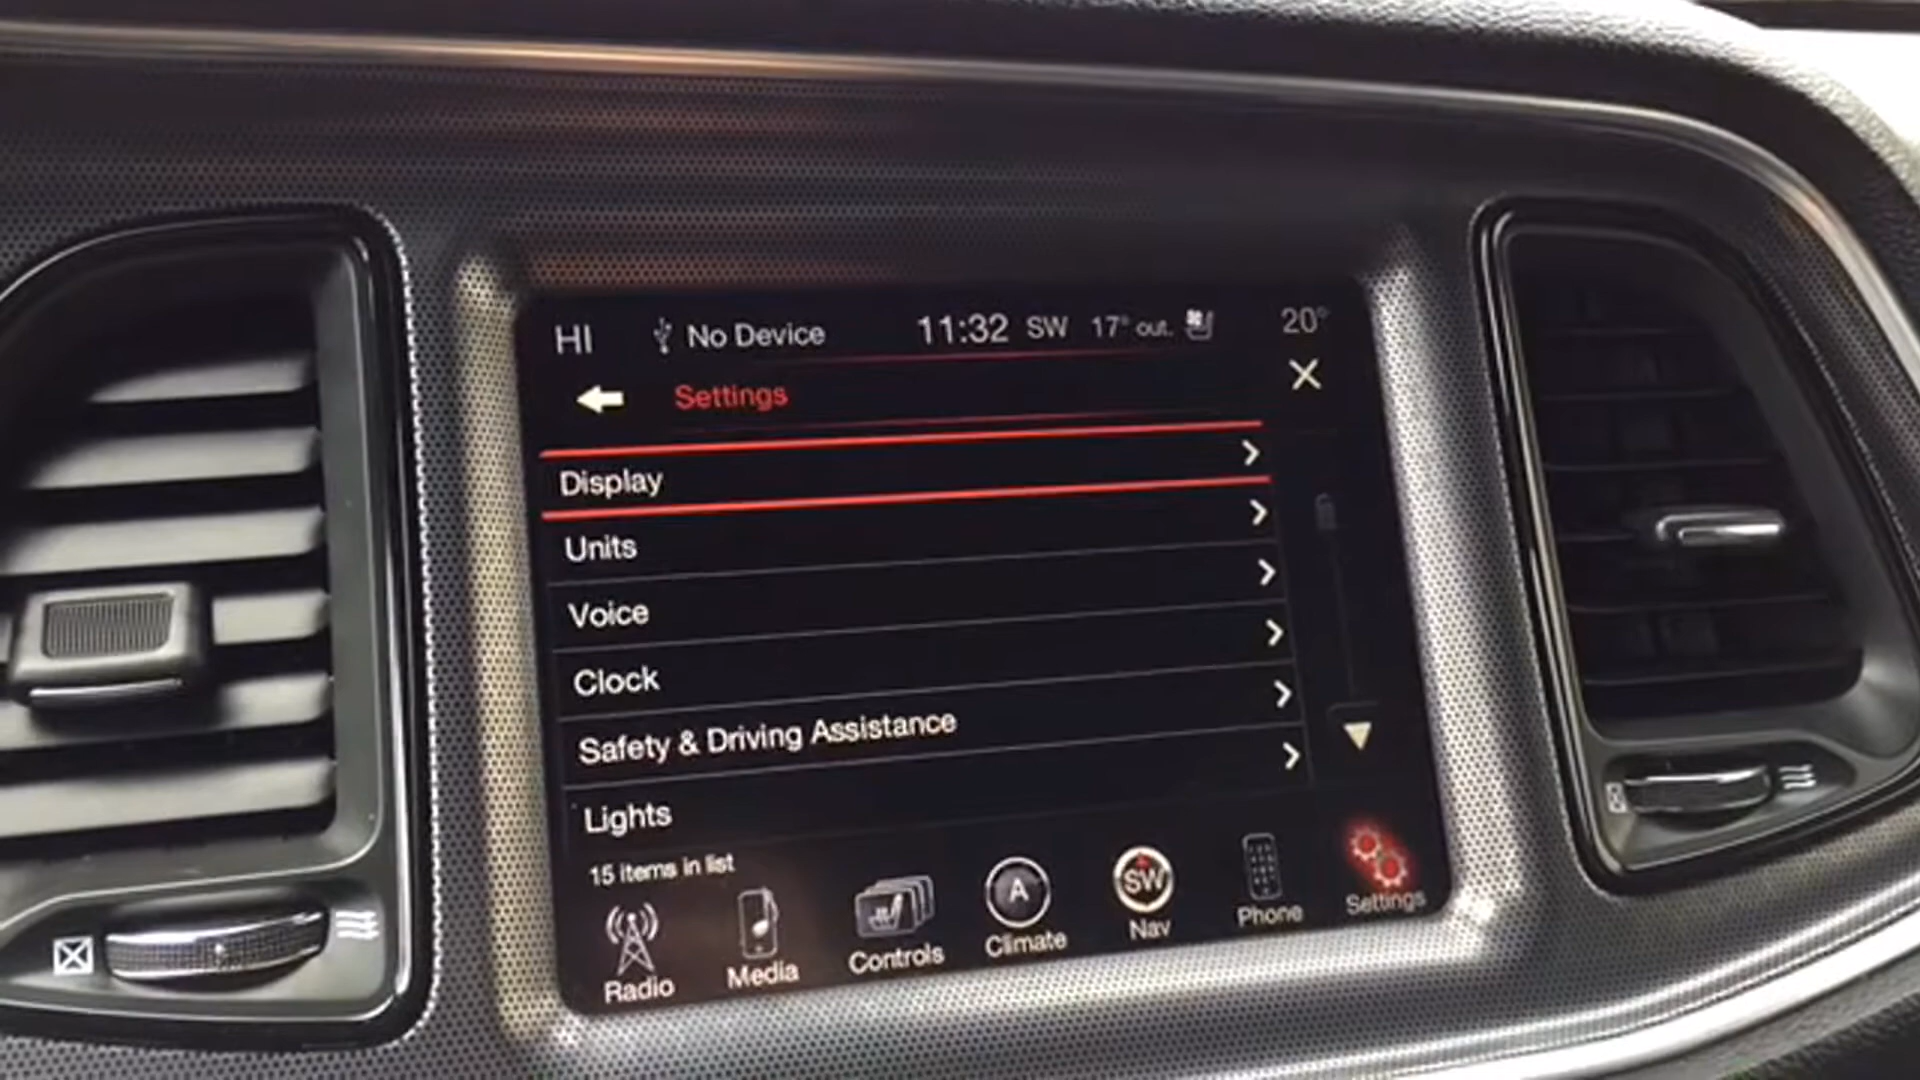 HI No Device 11:32 SW 17° out. 20°
Settings
Display
Units
Voice
Clock
Safety & Driving Assistance
Lights
15 items in list
A SW
Radio Media Controls Climate Nav Phone Settings